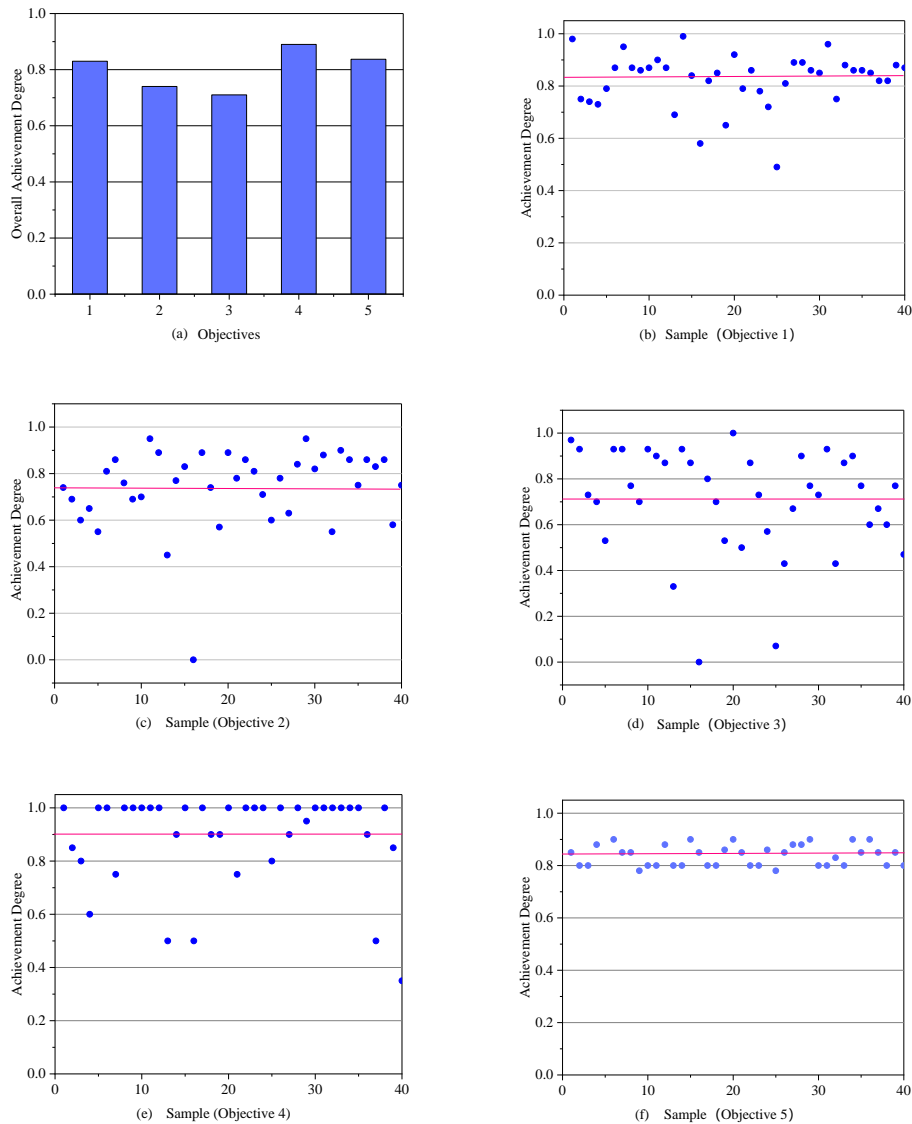 1.0
0.8
0.6
0.4
0.2
0.0
Overall Achievement Degree
1 2 3 4 5
(a) Objectives
1.0
0.8
0.6
0.4
0.2
0.0
Achievement Degree
0 10 20 30 40
(b) Sample (Objective 1)
1.0
0.8
0.6
0.4
0.2
0.0
Achievement Degree
0 10 20 30 40
(c) Sample (Objective 2)
1.0
0.8
0.6
0.4
0.2
0.0
Achievement Degree
0 10 20 30 40
(d) Sample (Objective 3)
1.0
0.8
0.6
0.4
0.2
0.0
Achievement Degree
0 10 20 30 40
(e) Sample (Objective 4)
1.0
0.8
0.6
0.4
0.2
0.0
Achievement Degree
0 10 20 30 40
(f) Sample (Objective 5)